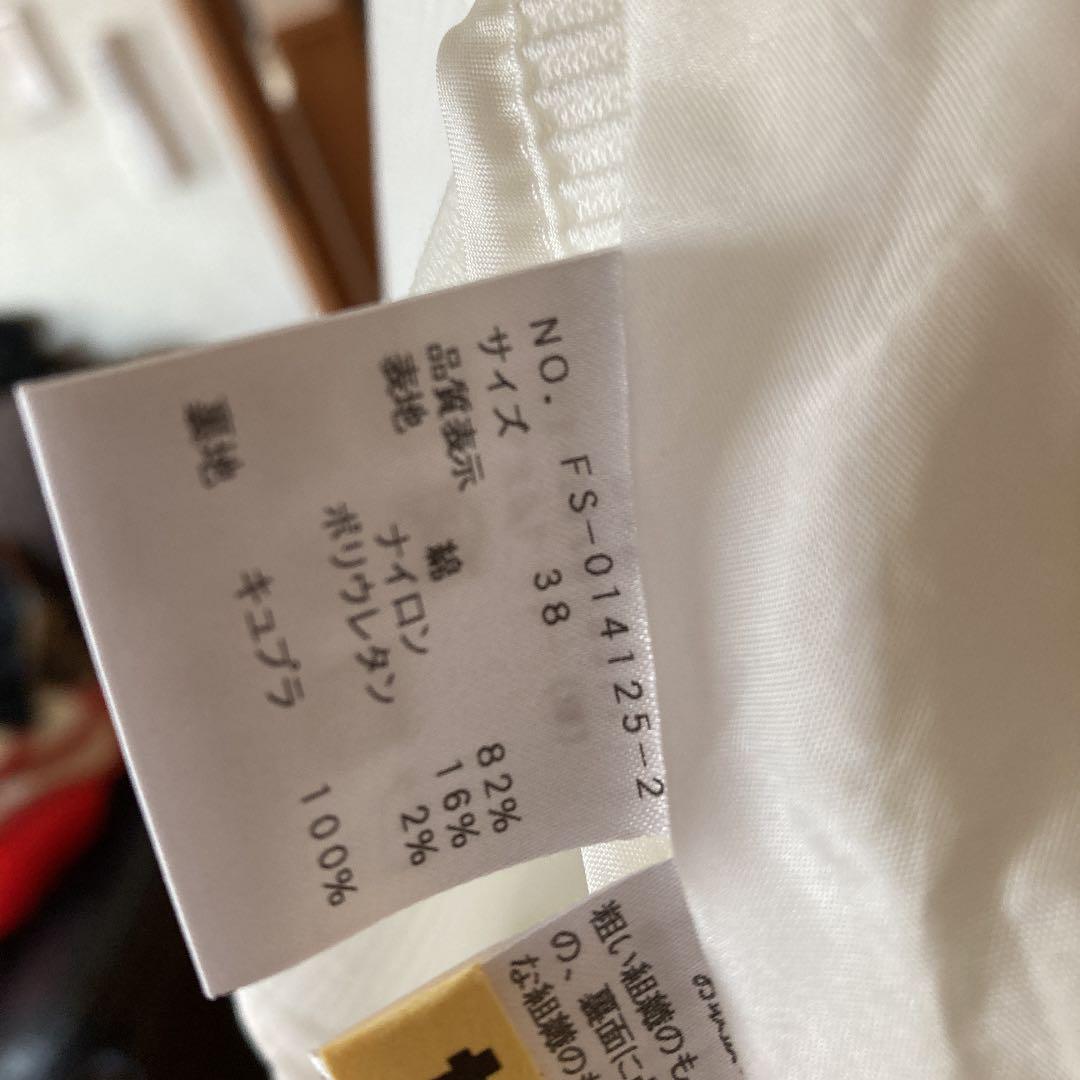 NO. FS-014125-2
サイズ 38
品質表示
表地 綿 82%
ナイロン 16%
ポリウレタン 2%
裏地 キュプラ 100%
粗い組織のも
の、裏面に
な組織のも